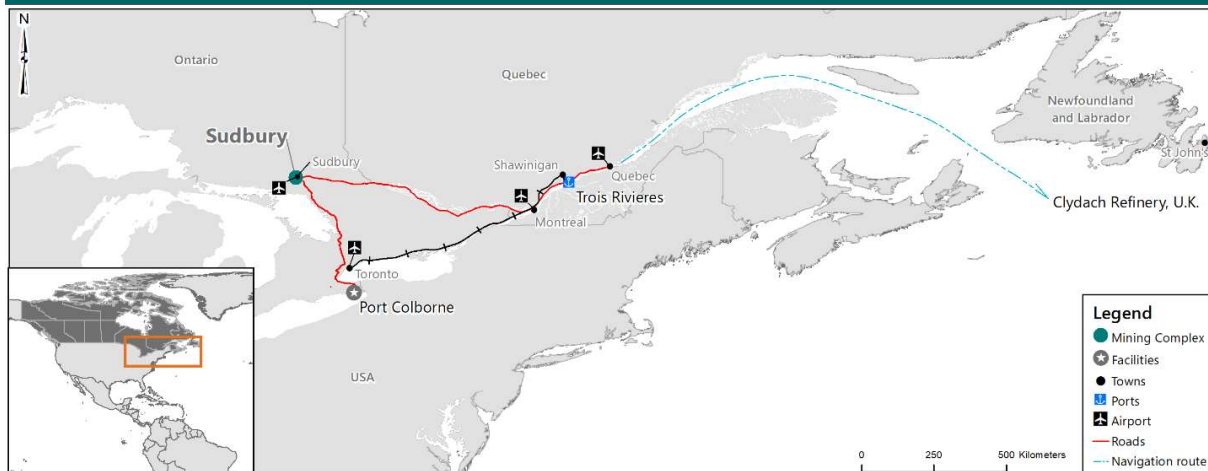 N
Ontario
Quebec
Newfoundland
and Labrador
St John's
Sudbury
Sudbury
Shawinigan
Quebec
Trois Rivieres
Montreal
Clydach Refinery, U.K.
Toronto
Port Colborne
USA
Legend
Mining Complex
Facilities
Towns
Ports
Airport
Roads
Navigation route
0 250 500 Kilometers